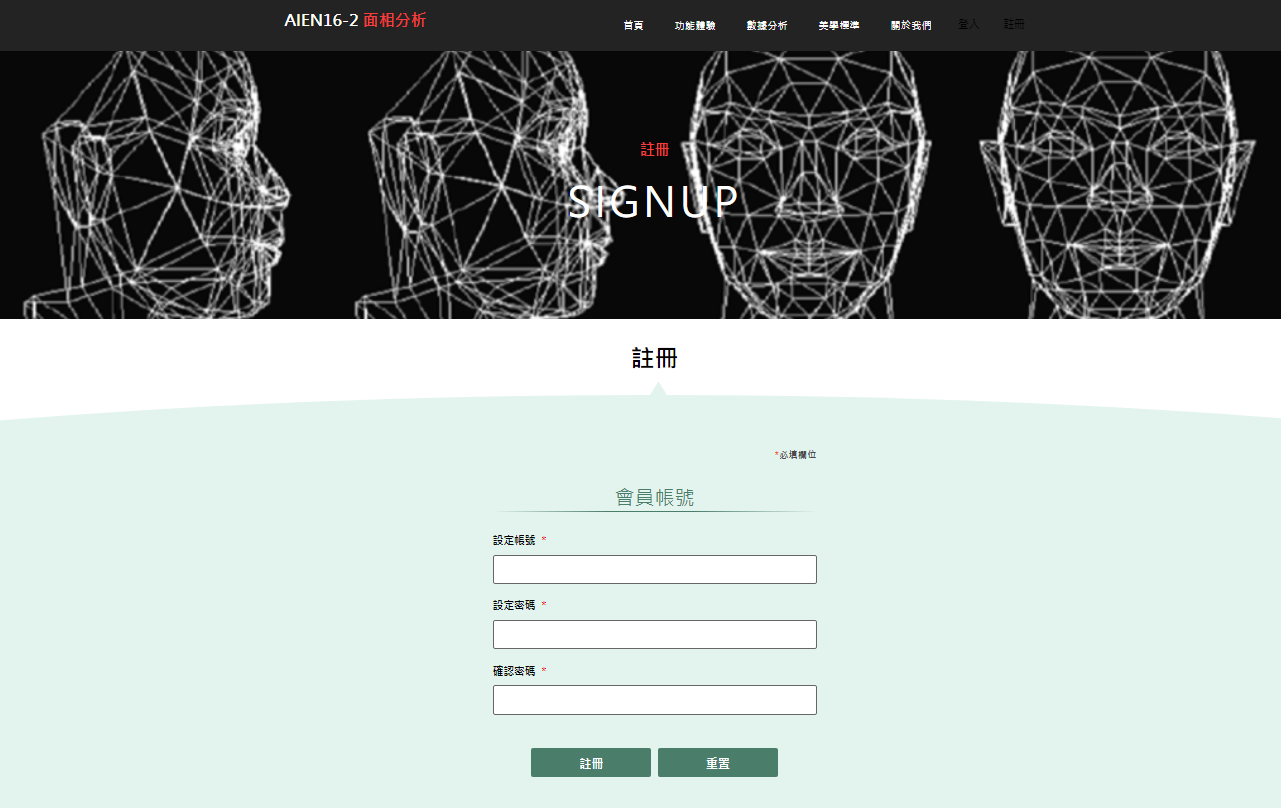 AIEN16-2 面相分析
首頁 功能體驗 數據分析 美學標準 關於我們 登入 註冊
註冊
SIGNUP
註冊
*必填欄位
會員帳號
設定帳號 *
設定密碼 *
確認密碼 *
註冊 重置